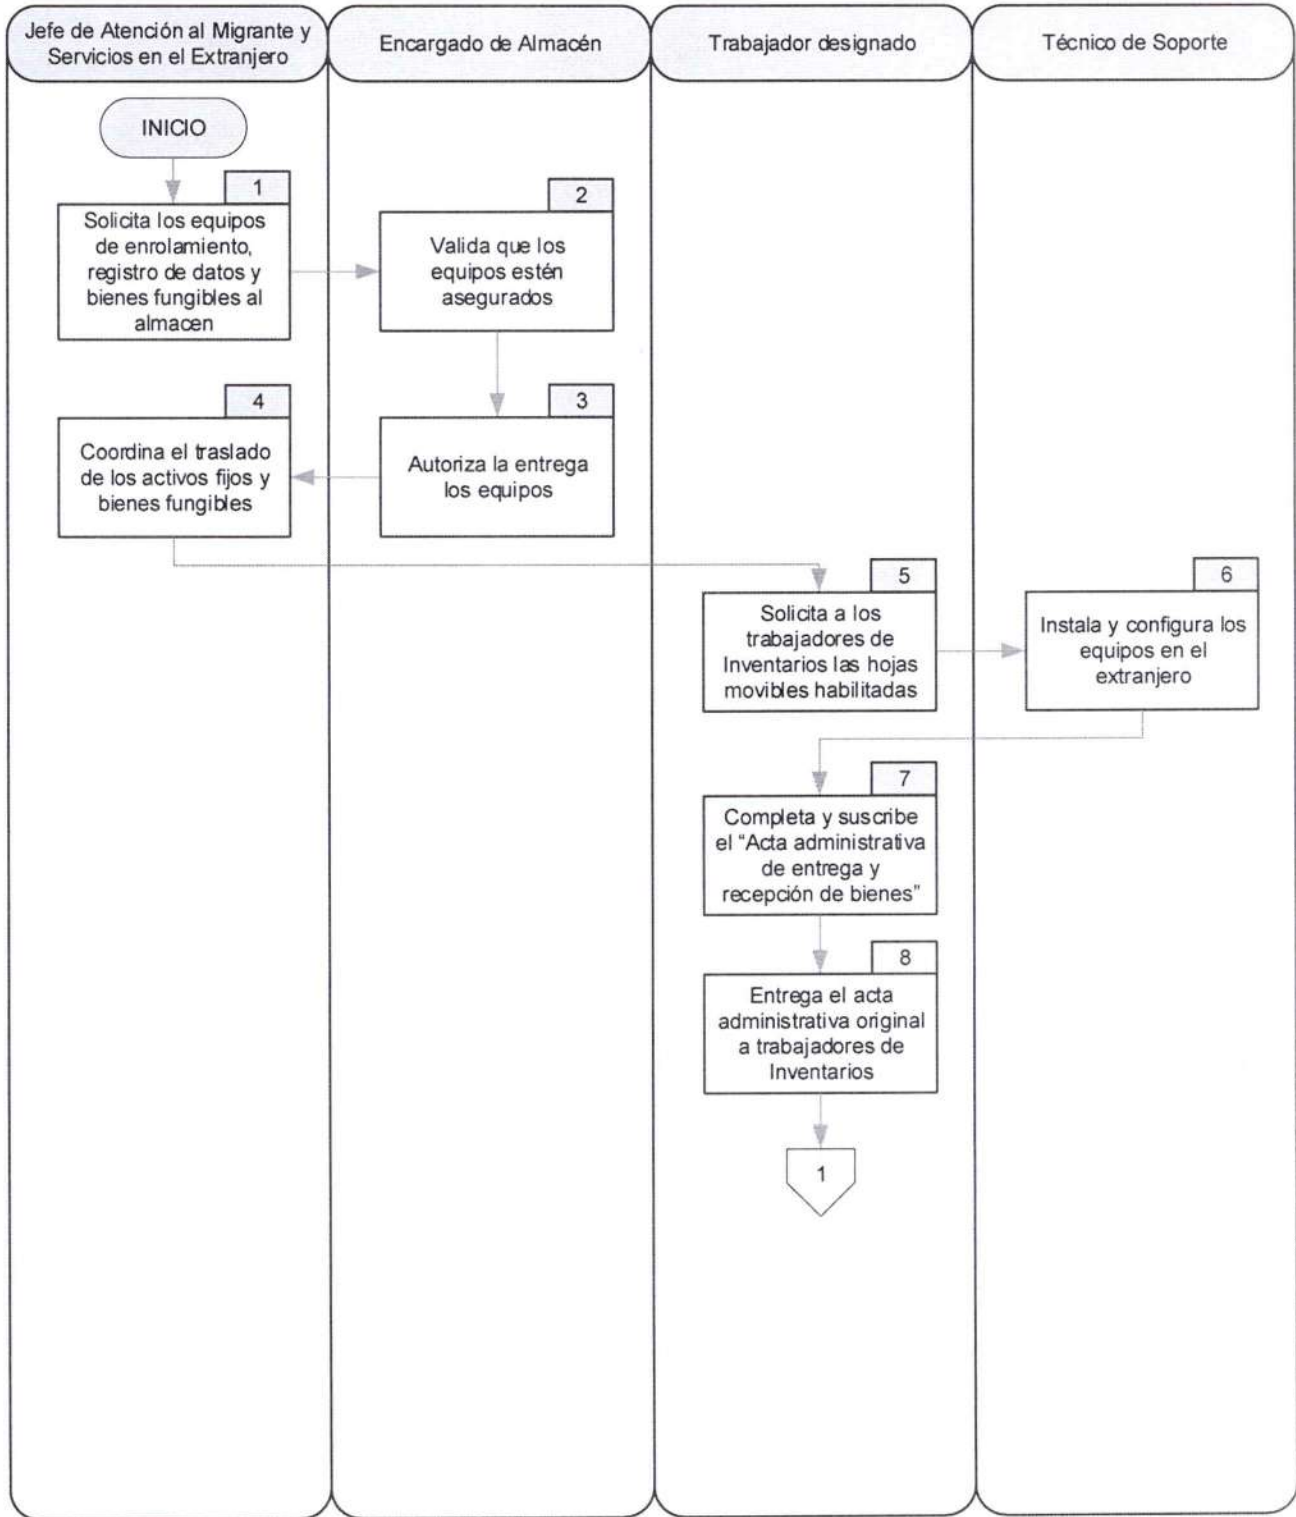 Jefe de Atención al Migrante y
Servicios en el Extranjero
Encargado de Almacén
Trabajador designado
Técnico de Soporte
INICIO
1
Solicita los equipos
de enrolamiento,
registro de datos y
bienes fungibles al
almacen
2
Valida que los
equipos estén
asegurados
3
Autoriza la entrega
los equipos
4
Coordina el traslado
de los activos fijos y
bienes fungibles
5
Solicita a los
trabajadores de
Inventarios las hojas
movibles habilitadas
6
Instala y configura los
equipos en el
extranjero
7
Completa y suscribe
el “Acta administrativa
de entrega y
recepción de bienes”
8
Entrega el acta
administrativa original
a trabajadores de
Inventarios
1